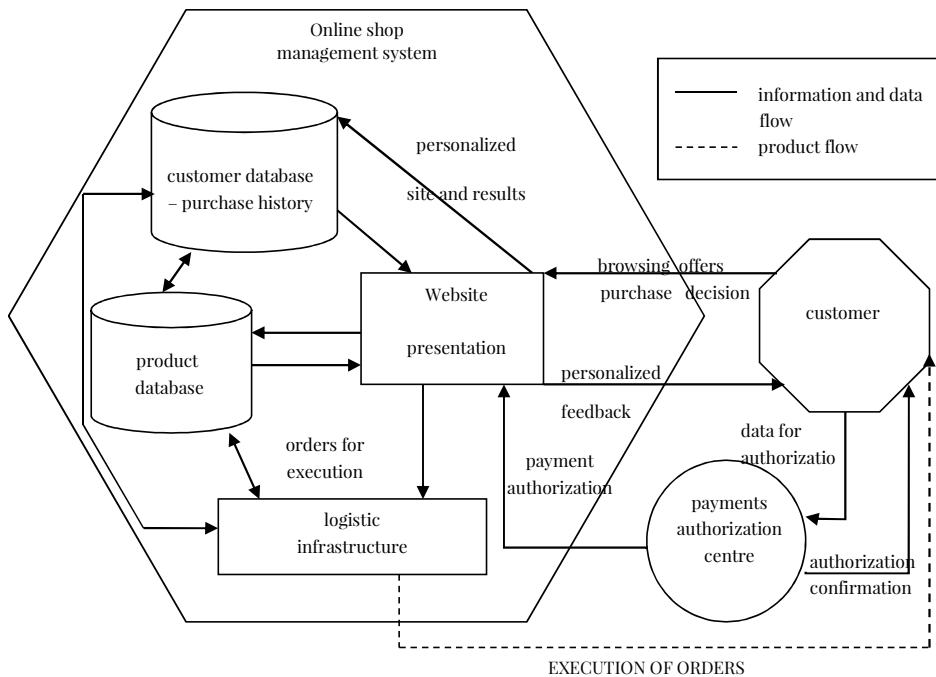 Online shop
management system
information and data
flow
product flow
personalized
site and results
customer database
– purchase history
browsing offers
purchase decision
customer
Website
presentation
product
database
personalized
feedback
data for
authorizatio
orders for
execution
payment
authorization
payments
authorization
centre
logistic
infrastructure
authorization
confirmation
EXECUTION OF ORDERS